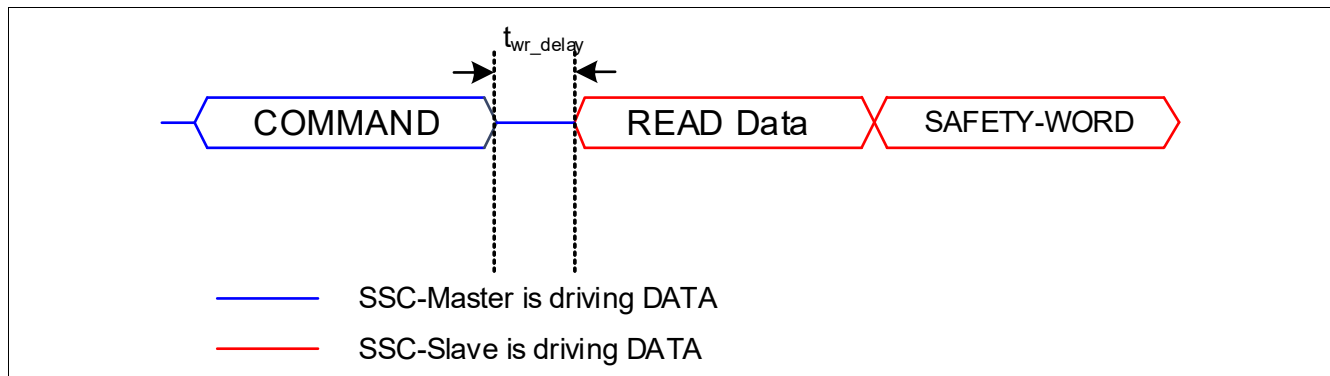 twr_delay
COMMAND READ Data SAFETY-WORD
SSC-Master is driving DATA
SSC-Slave is driving DATA